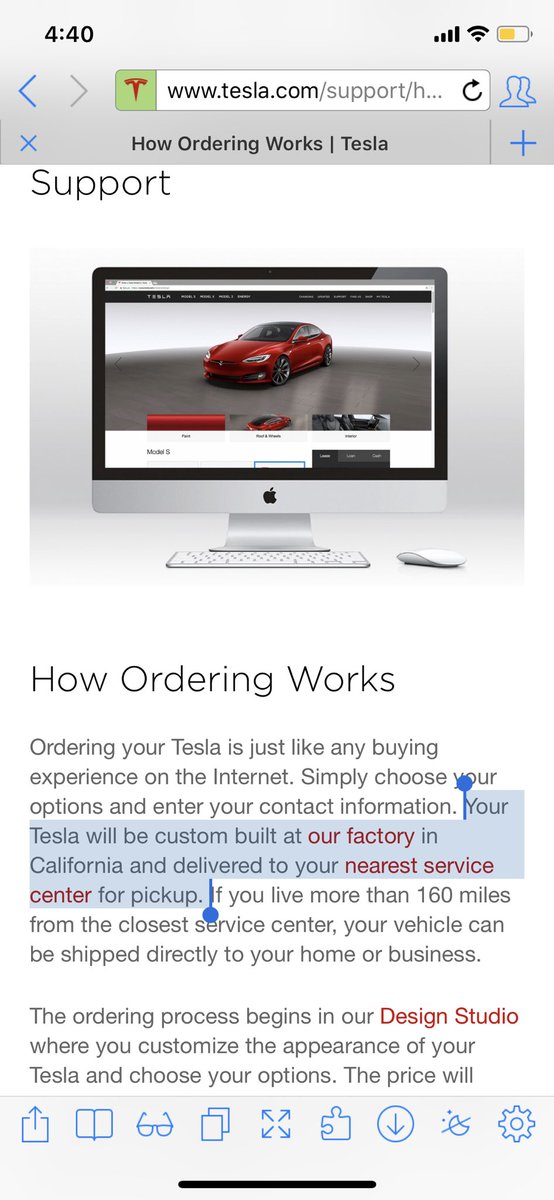 4:40
www.tesla.com/support/h...
How Ordering Works | Tesla
Support
TESLA MODEL S MODEL X MODEL 3 ENERGY
Paint Roof & Wheels Interior
Model S
Lease Loan Cash
How Ordering Works
Ordering your Tesla is just like any buying
experience on the Internet. Simply choose your
options and enter your contact information. Your
Tesla will be custom built at our factory in
California and delivered to your nearest service
center for pickup. If you live more than 160 miles
from the closest service center, your vehicle can
be shipped directly to your home or business.
The ordering process begins in our Design Studio
where you customize the appearance of your
Tesla and choose your options. The price will